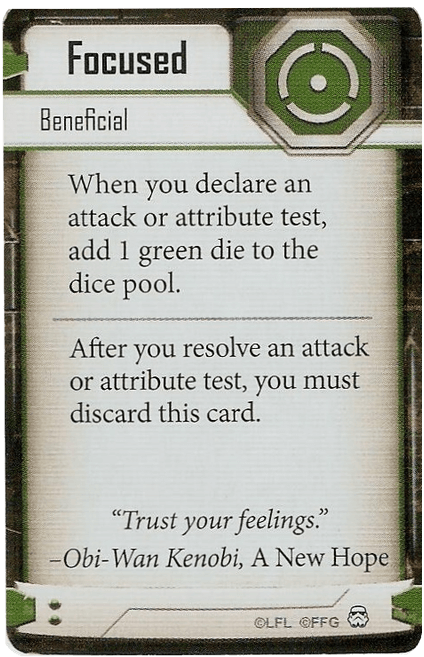 Focused
Beneficial
When you declare an
attack or attribute test,
add 1 green die to the
dice pool.
After you resolve an attack
or attribute test, you must
discard this card.
“Trust your feelings.”
–Obi-Wan Kenobi, A New Hope
©LFL ©FFG